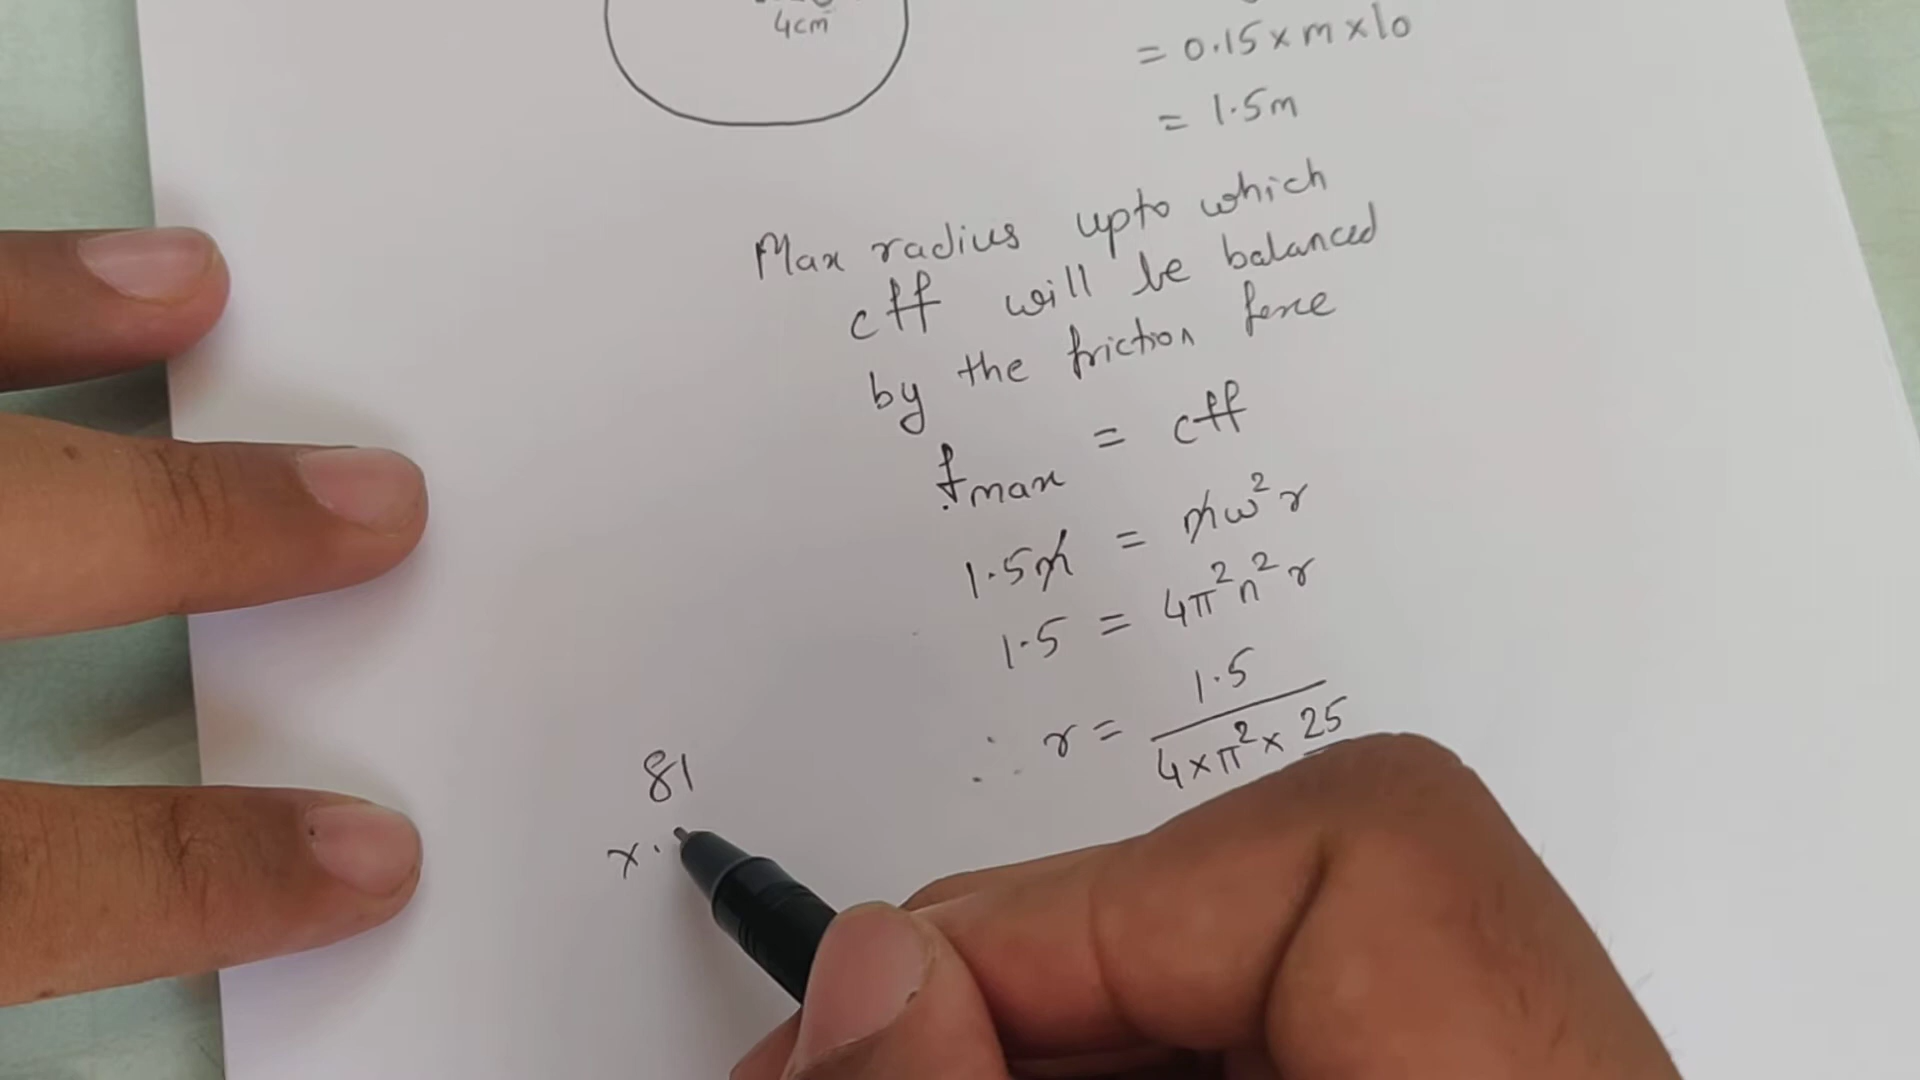 4cm
= 0.15 x m x 10
= 1.5m
Max radius upto which
cff will be balanced
by the friction force
fmax = cff
1.5m = mω²r
1.5 = 4π²n²r
∴ r = 1.5
4×π²× 25
81
x.